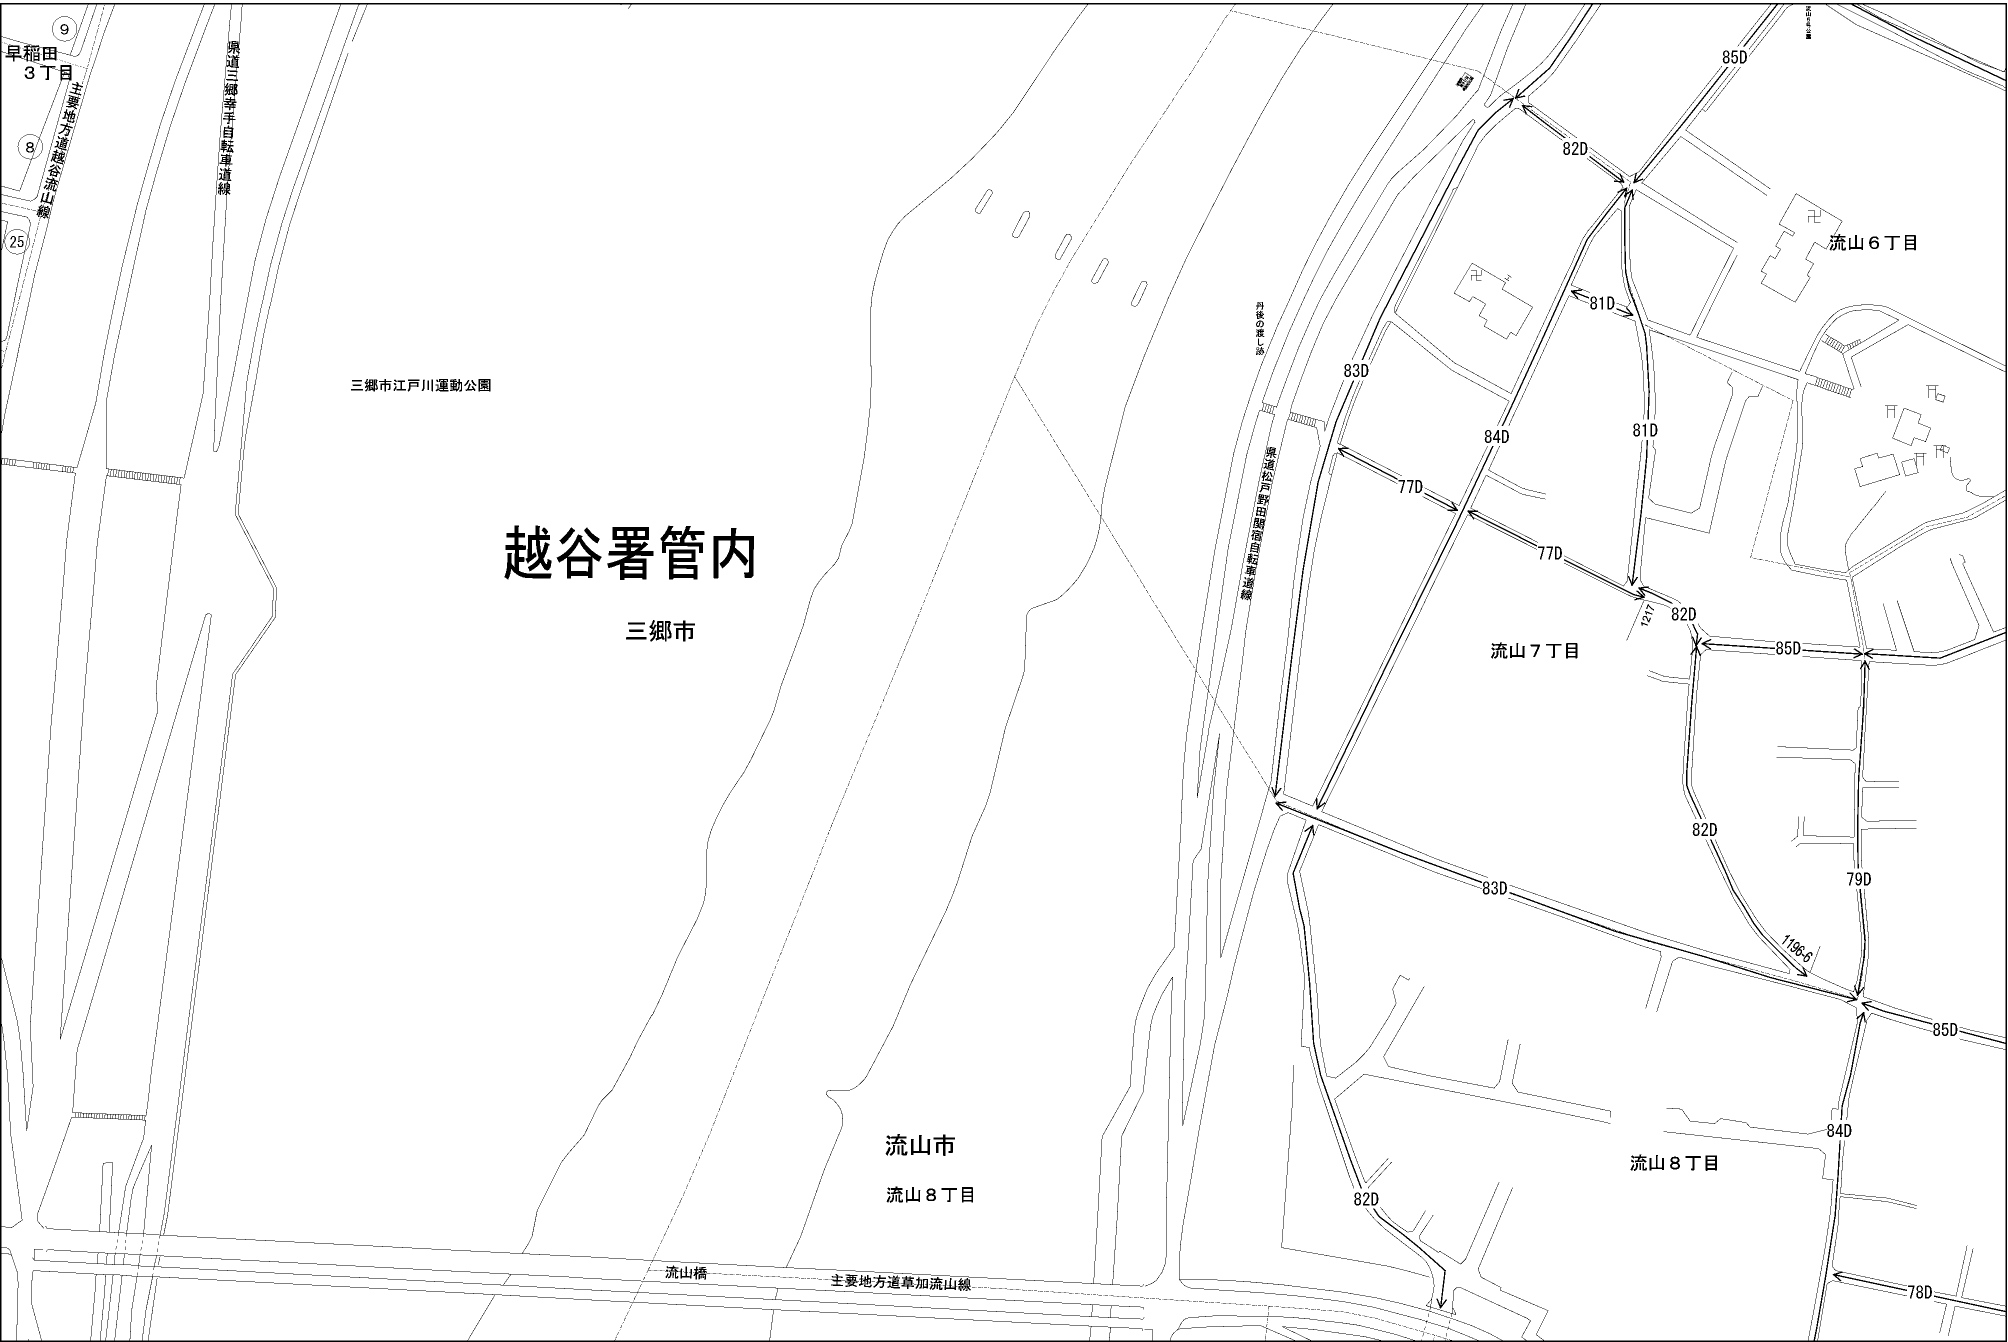 9
早稲田
3丁目
主要地方道越谷流山線
8
25
県道三郷幸手自転車道線
三郷市江戸川運動公園
越谷署管内
三郷市
丹後の渡し跡
県道松戸野田関宿自転車道線
85D
82D
流山6丁目
81D
83D
84D
81D
77D
77D
82D
1217
流山7丁目
85D
82D
79D
83D
1196-6
85D
84D
流山市
流山8丁目
流山8丁目
82D
流山橋
主要地方道草加流山線
78D